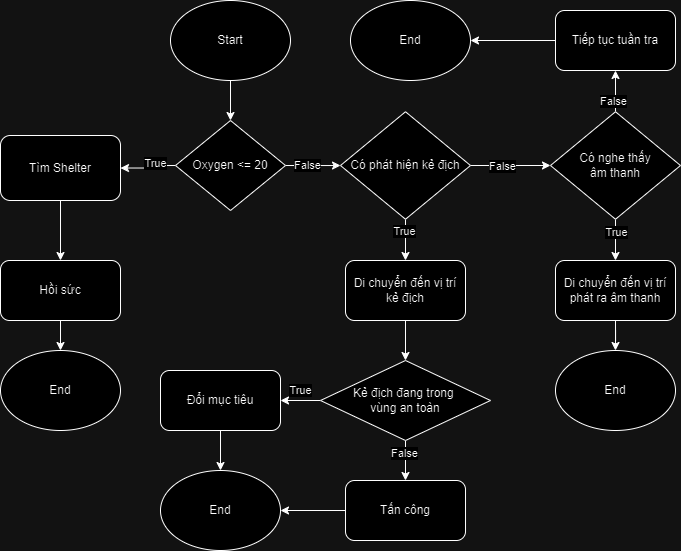 Start
End
Tiếp tục tuần tra
False
Tìm Shelter
True
Oxygen <= 20
False
Có phát hiện kẻ địch
False
Có nghe thấy
âm thanh
True
True
Hồi sức
Di chuyển đến vị trí
kẻ địch
Di chuyển đến vị trí
phát ra âm thanh
End
Đổi mục tiêu
True
Kẻ địch đang trong
vùng an toàn
End
False
End
Tấn công